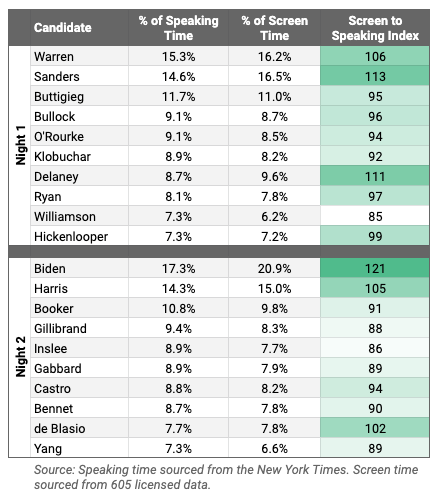 Candidate % of Speaking Time % of Screen Time Screen to Speaking Index
Night 1
Warren 15.3% 16.2% 106
Sanders 14.6% 16.5% 113
Buttigieg 11.7% 11.0% 95
Bullock 9.1% 8.7% 96
O'Rourke 9.1% 8.5% 94
Klobuchar 8.9% 8.2% 92
Delaney 8.7% 9.6% 111
Ryan 8.1% 7.8% 97
Williamson 7.3% 6.2% 85
Hickenlooper 7.3% 7.2% 99
Night 2
Biden 17.3% 20.9% 121
Harris 14.3% 15.0% 105
Booker 10.8% 9.8% 91
Gillibrand 9.4% 8.3% 88
Inslee 8.9% 7.7% 86
Gabbard 8.9% 7.9% 89
Castro 8.8% 8.2% 94
Bennet 8.7% 7.8% 90
de Blasio 7.7% 7.8% 102
Yang 7.3% 6.6% 89
Source: Speaking time sourced from the New York Times. Screen time
sourced from 605 licensed data.